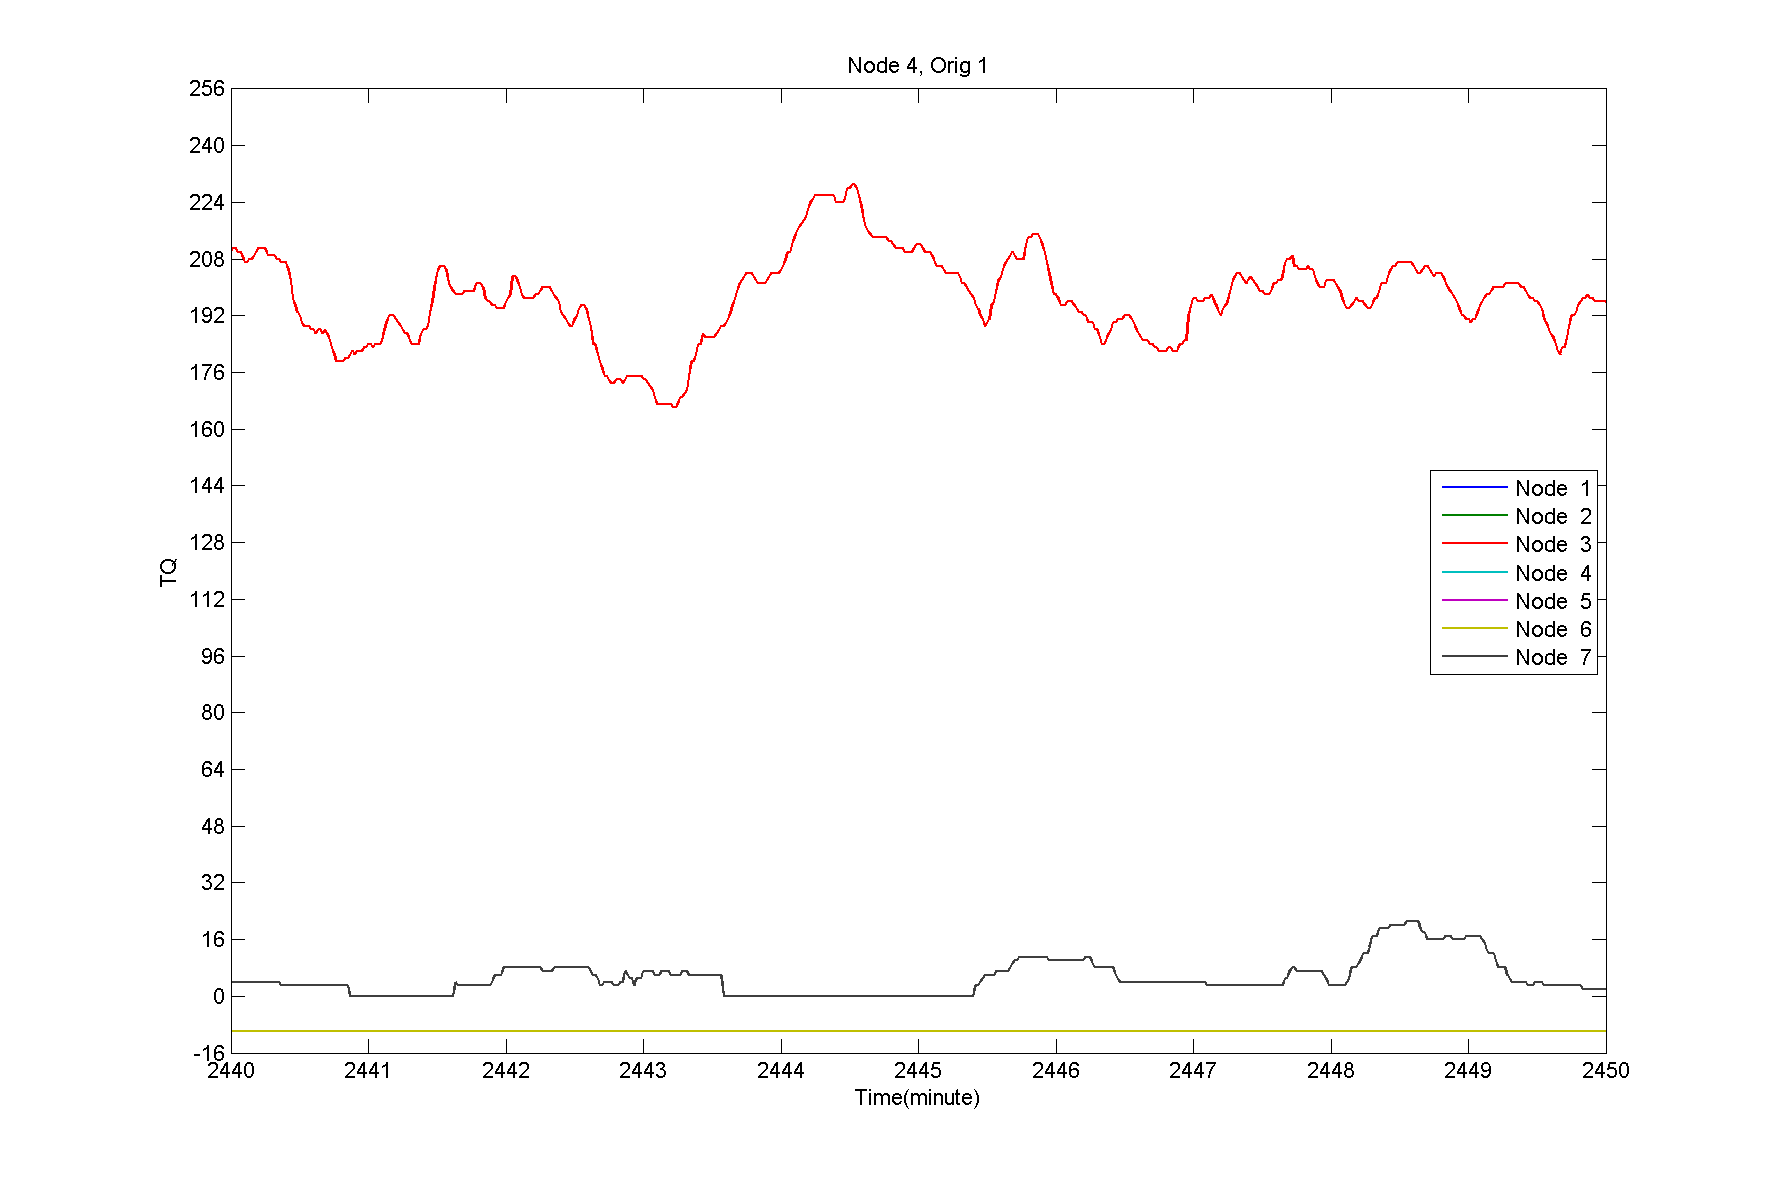 Node 4, Orig 1
256
240
224
208
192
176
160
144
128
112
96
80
64
48
32
16
0
-16
TQ
Node 1
Node 2
Node 3
Node 4
Node 5
Node 6
Node 7
2440 2441 2442 2443 2444 2445 2446 2447 2448 2449 2450
Time(minute)